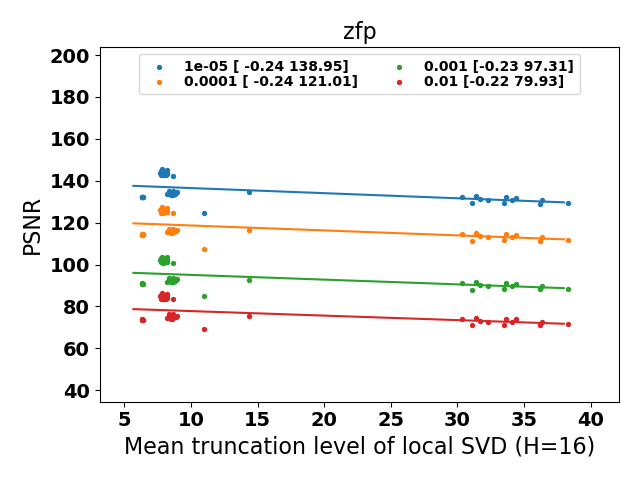 zfp
1e-05 [ -0.24 138.95]
0.0001 [ -0.24 121.01]
0.001 [-0.23 97.31]
0.01 [-0.22 79.93]
200
180
160
140
120
100
80
60
40
PSNR
5 10 15 20 25 30 35 40
Mean truncation level of local SVD (H=16)